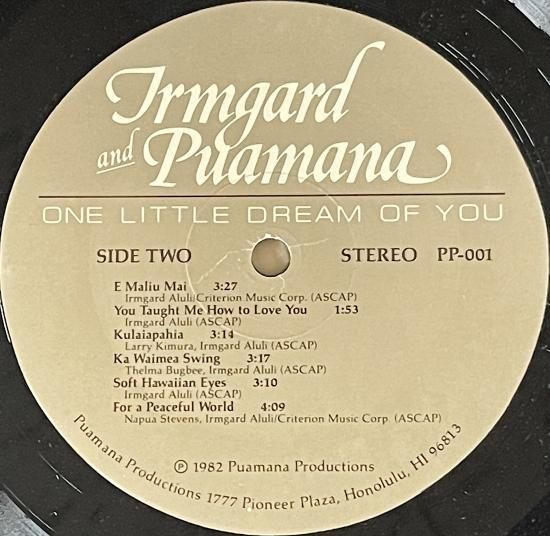 Irmgard
and Puamana
ONE LITTLE DREAM OF YOU
SIDE TWO STEREO PP-001
E Maliu Mai 3:27
Irmgard Aluli/Criterion Music Corp. (ASCAP)
You Taught Me How to Love You 1:53
Irmgard Aluli (ASCAP)
Kulaiapahia 3:14
Larry Kimura, Irmgard Aluli (ASCAP)
Ka Waimea Swing 3:17
Thelma Bugbee, Irmgard Aluli (ASCAP)
Soft Hawaiian Eyes 3:10
Irmgard Aluli (ASCAP)
For a Peaceful World 4:09
Napua Stevens, Irmgard Aluli/Criterion Music Corp. (ASCAP)
℗ 1982 Puamana Productions
Puamana Productions 1777 Pioneer Plaza, Honolulu, HI 96813